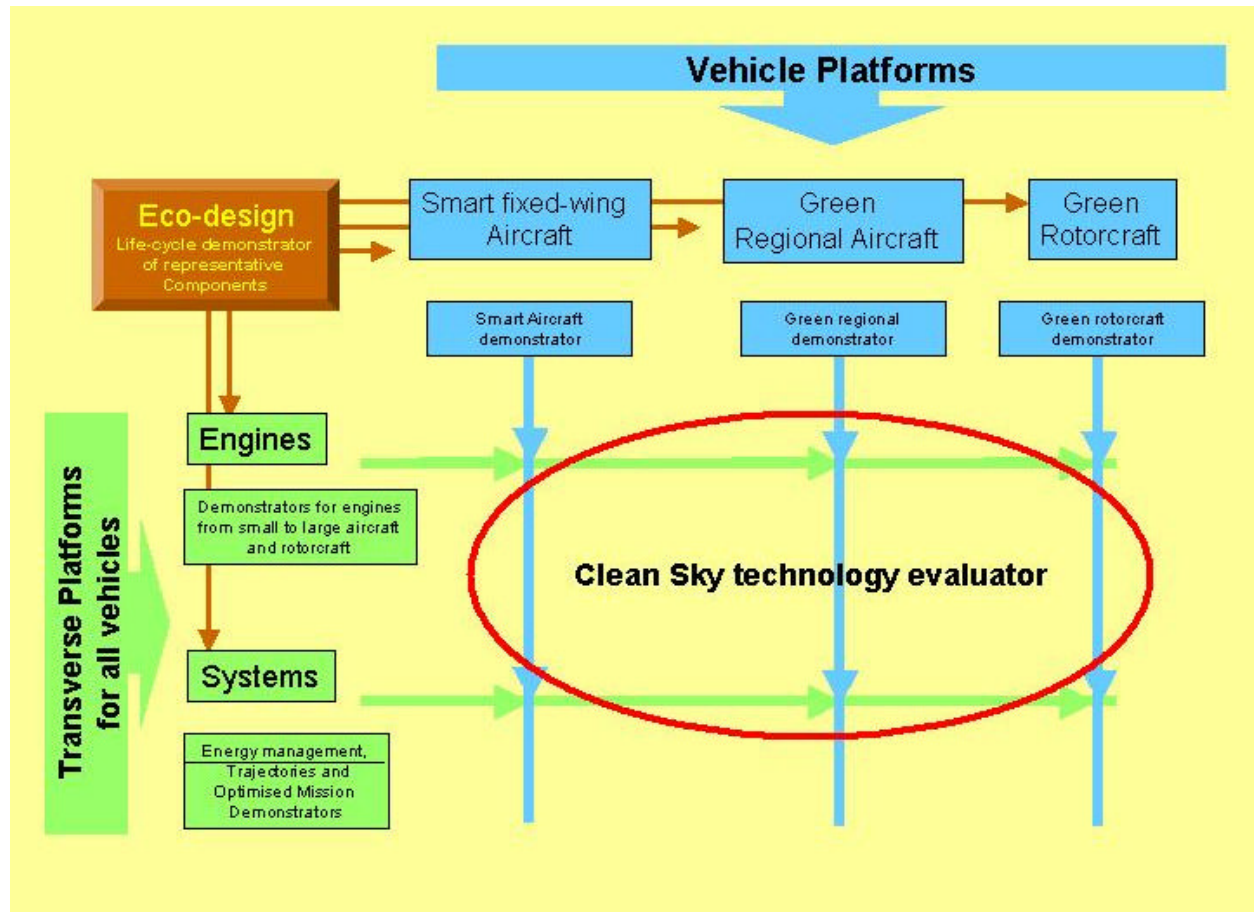 Vehicle Platforms
Eco-design
Life-cycle demonstrator
of representative
Components
Smart fixed-wing
Aircraft
Green
Regional Aircraft
Green
Rotorcraft
Smart Aircraft
demonstrator
Green regional
demonstrator
Green rotorcraft
demonstrator
Transverse Platforms
for all vehicles
Engines
Demonstrators for engines
from small to large aircraft
and rotorcraft
Clean Sky technology evaluator
Systems
Energy management,
Trajectories and
Optimised Mission
Demonstrators